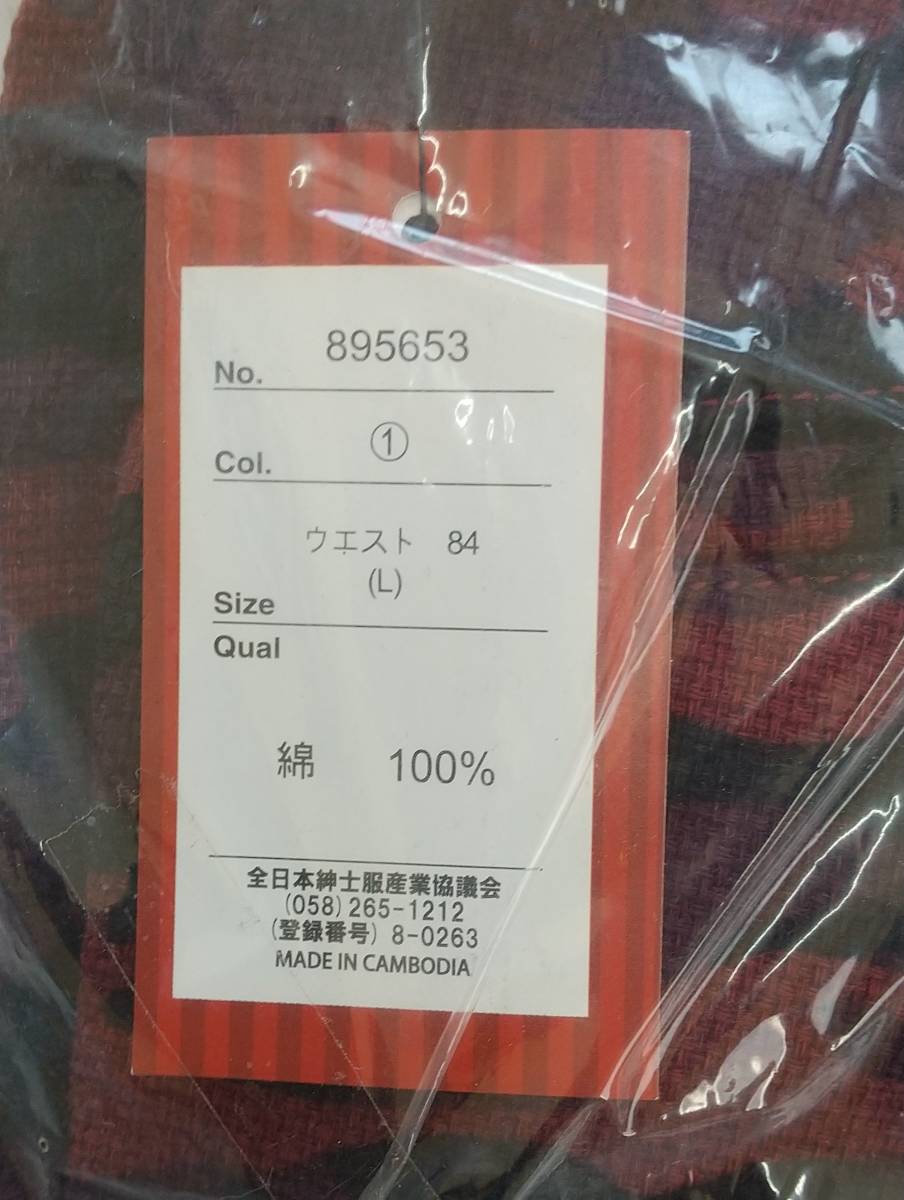 No. 895653
Col. ①
ウエスト 84
(L)
Size
Qual
綿 100%
全日本紳士服産業協議会
(058)265-1212
(登録番号) 8-0263
MADE IN CAMBODIA